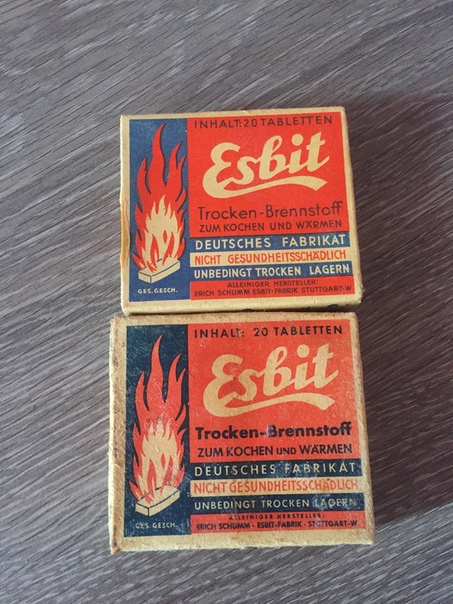 INHALT: 20 TABLETTEN
Esbit
Trocken-Brennstoff
ZUM KOCHEN UND WÄRMEN
DEUTSCHES FABRIKAT
NICHT GESUNDHEITSSCHÄDLICH
UNBEDINGT TROCKEN LAGERN
ALLEINIGER HERSTELLER:
ERICH SCHUMM ESBIT-FABRIK STUTTGART-W
GES. GESCH.
INHALT: 20 TABLETTEN
Esbit
Trocken-Brennstoff
ZUM KOCHEN UND WÄRMEN
DEUTSCHES FABRIKAT
NICHT GESUNDHEITSSCHÄDLICH
UNBEDINGT TROCKEN LAGERN
ALLEINIGER HERSTELLER:
ERICH SCHUMM · ESBIT-FABRIK · STUTTGART-W
GES. GESCH.